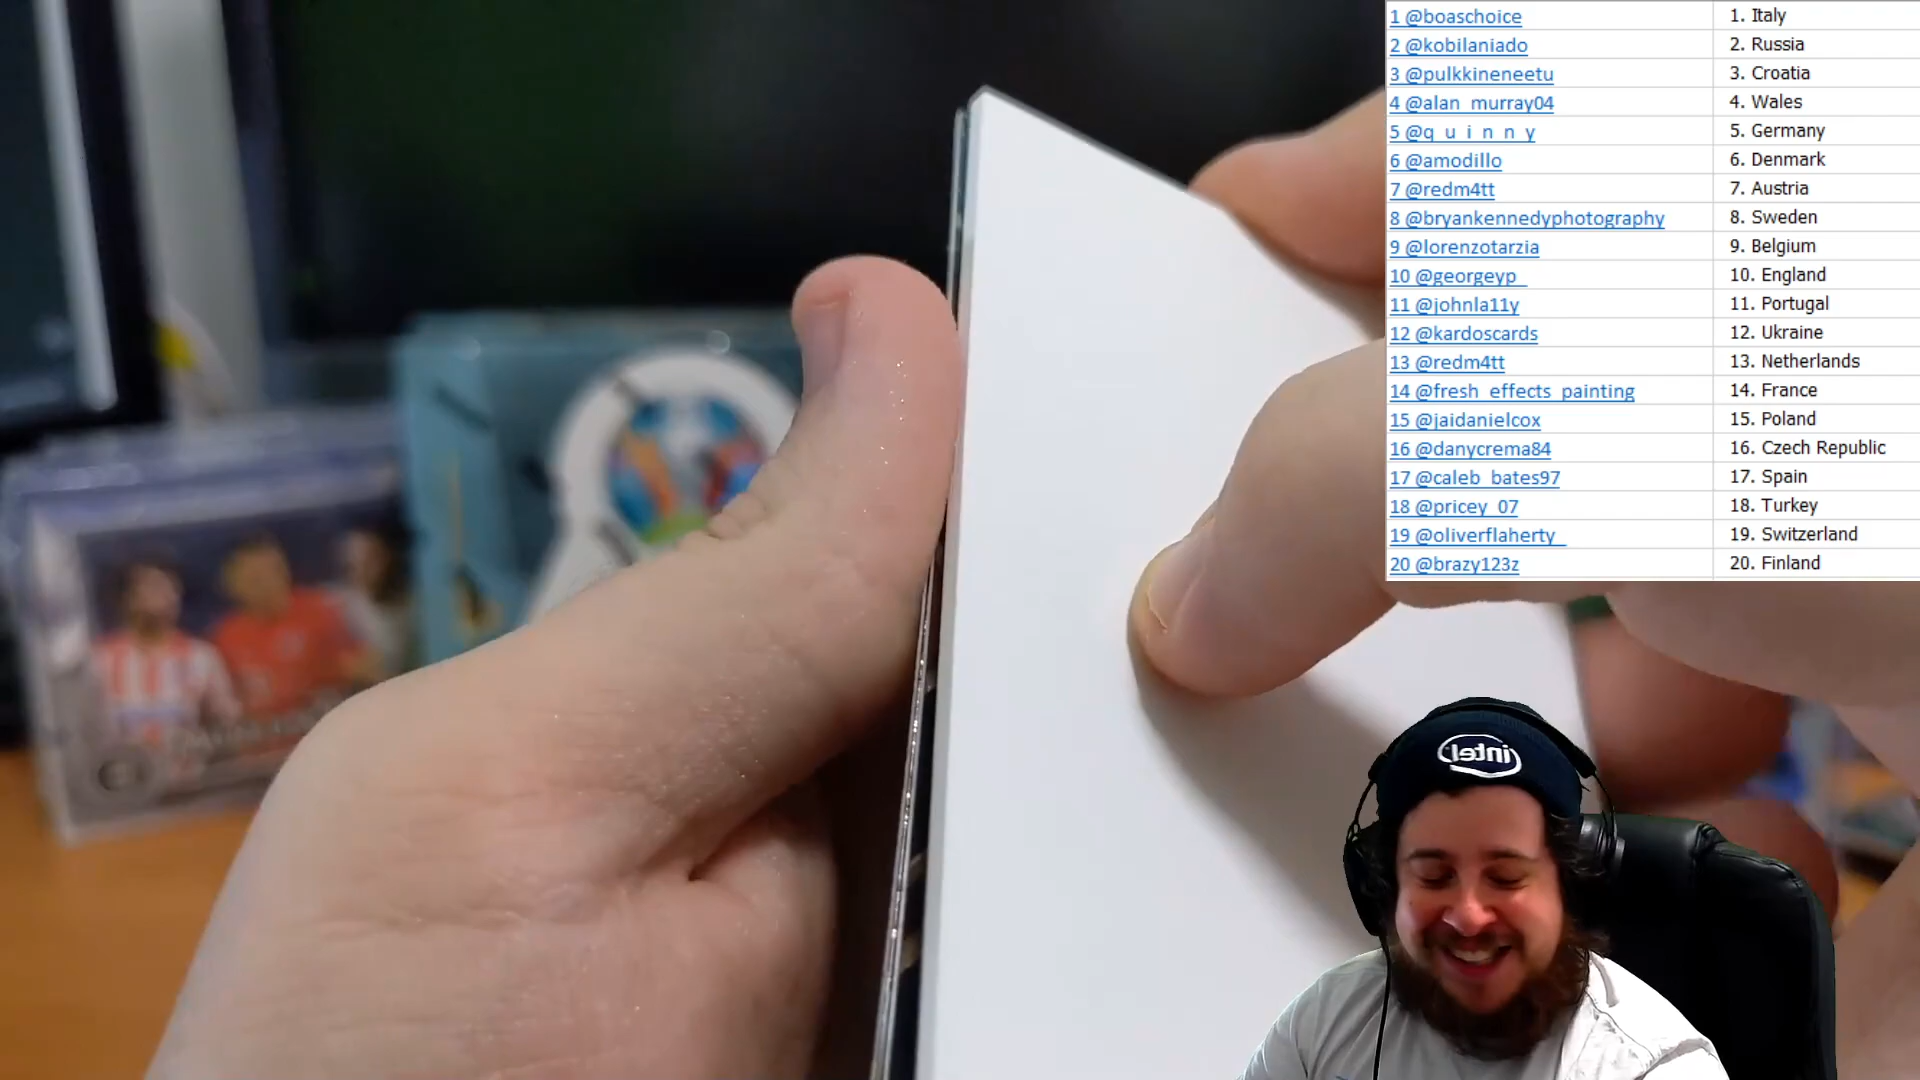 1 @boaschoice 1. Italy
2 @kobilaniado 2. Russia
3 @pulkkineneetu 3. Croatia
4 @alan_murray04 4. Wales
5 @q_u_i_n_n_y 5. Germany
6 @amodillo 6. Denmark
7 @redm4tt 7. Austria
8 @bryankennedyphotography 8. Sweden
9 @lorenzotarzia 9. Belgium
10 @georgeyp_ 10. England
11 @johnla11y 11. Portugal
12 @kardoscards 12. Ukraine
13 @redm4tt 13. Netherlands
14 @fresh_effects_painting 14. France
15 @jaidanielcox 15. Poland
16 @danycrema84 16. Czech Republic
17 @caleb_bates97 17. Spain
18 @pricey_07 18. Turkey
19 @oliverflaherty_ 19. Switzerland
20 @brazy123z 20. Finland
intel